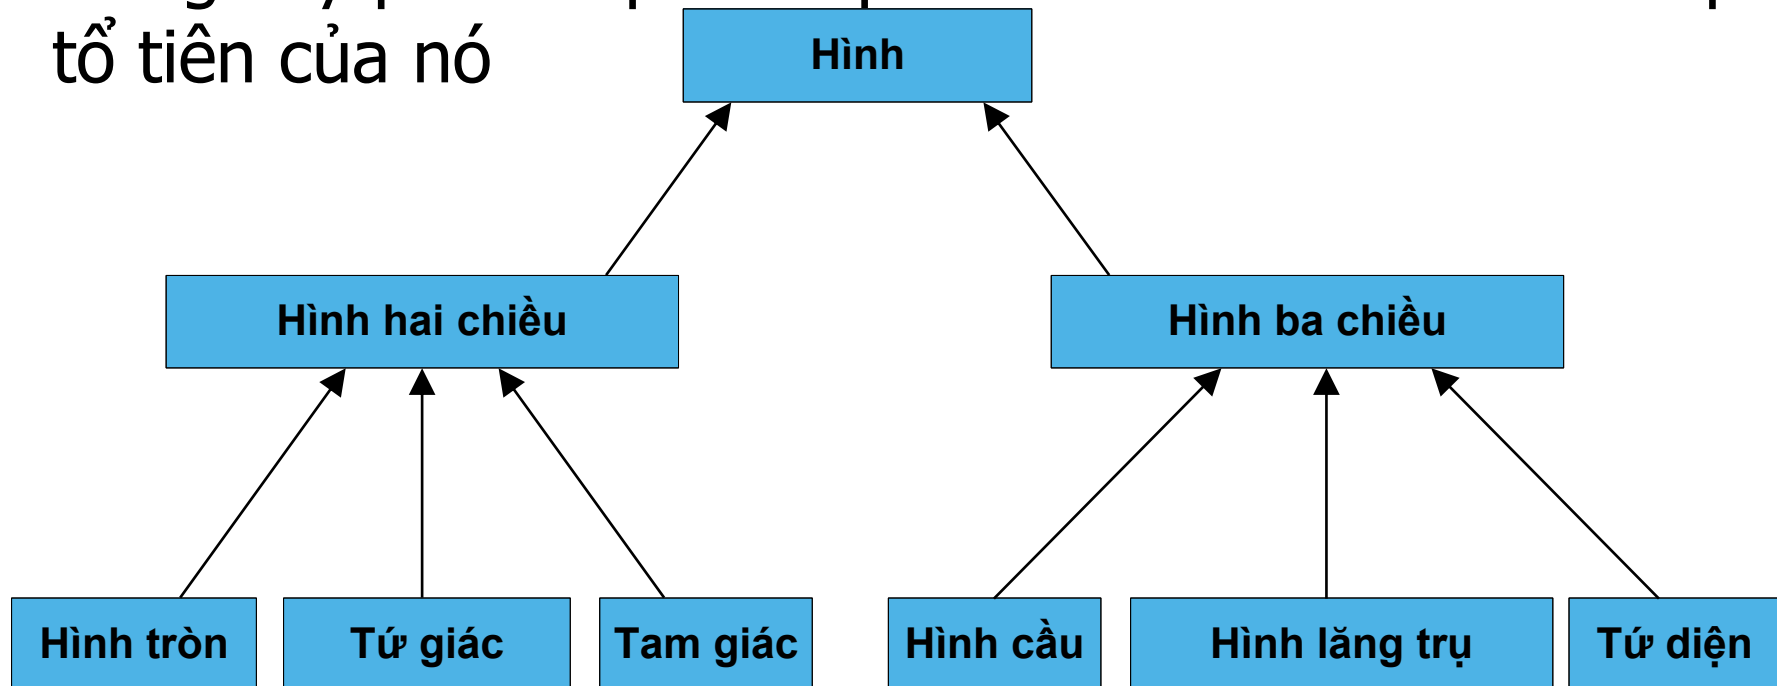 tổ tiên của nó
Hình
Hình hai chiều
Hình ba chiều
Hình tròn
Tứ giác
Tam giác
Hình cầu
Hình lăng trụ
Tứ diện